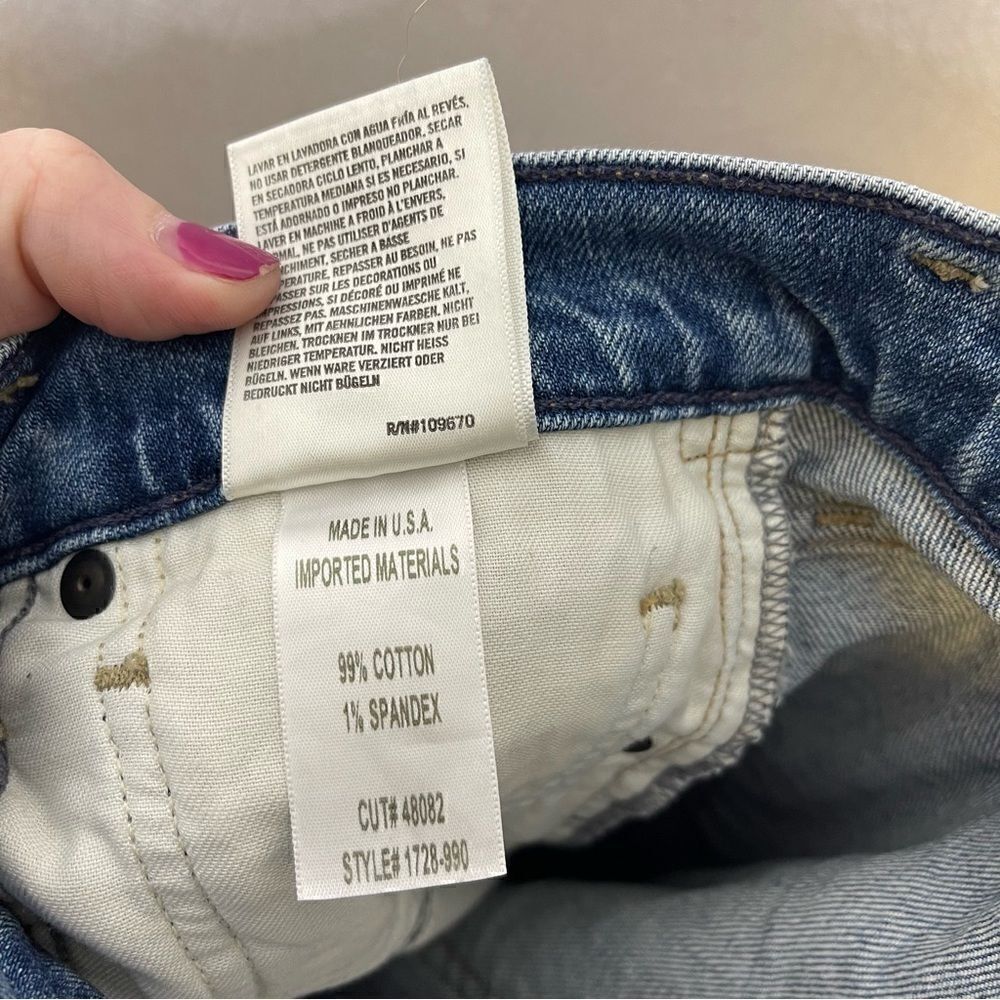 LAVAR EN LAVADORA CON AGUA FRÍA AL REVÉS,
NO USAR DETERGENTE BLANQUEADOR, SECAR
EN SECADORA CICLO LENTO, PLANCHAR A
TEMPERATURA MEDIANA SI ES NECESARIO, SI
ESTÁ ADORNADO O IMPRESO NO PLANCHAR.
LAVER EN MACHINE A FROID À L'ENVERS,
NE PAS UTILISER D'AGENTS DE
SECHER A BASSE
REPASSER AU BESOIN, NE PAS
SUR LES DECORATIONS OU
SI DÉCORÉ OU IMPRIMÉ NE
REPASSEZ PAS. MASCHINENWAESCHE KALT,
AUF LINKS, MIT AEHNLICHEN FARBEN. NICHT
BLEICHEN. TROCKNEN IM TROCKNER NUR BEI
NIEDRIGER TEMPERATUR. NICHT HEISS
BÜGELN. WENN WARE VERZIERT ODER
BEDRUCKT NICHT BÜGELN
R/N#109670
MADE IN U.S.A.
IMPORTED MATERIALS
99% COTTON
1% SPANDEX
CUT# 48082
STYLE# 1728-990